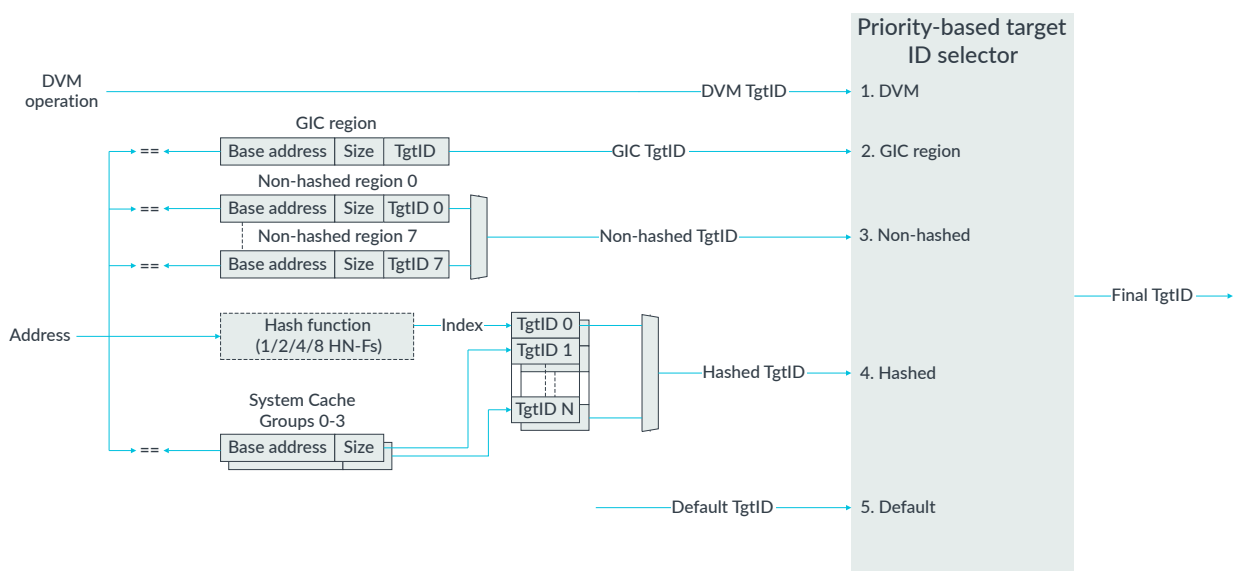 Priority-based target
ID selector
DVM
operation
DVM TgtID
1. DVM
GIC region
==
Base address
Size
TgtID
GIC TgtID
2. GIC region
Non-hashed region 0
==
Base address
Size
TgtID 0
Non-hashed region 7
Non-hashed TgtID
3. Non-hashed
==
Base address
Size
TgtID 7
Final TgtID
Address
Hash function
(1/2/4/8 HN-Fs)
Index
TgtID 0
TgtID 1
TgtID N
Hashed TgtID
4. Hashed
System Cache
Groups 0-3
==
Base address
Size
Default TgtID
5. Default